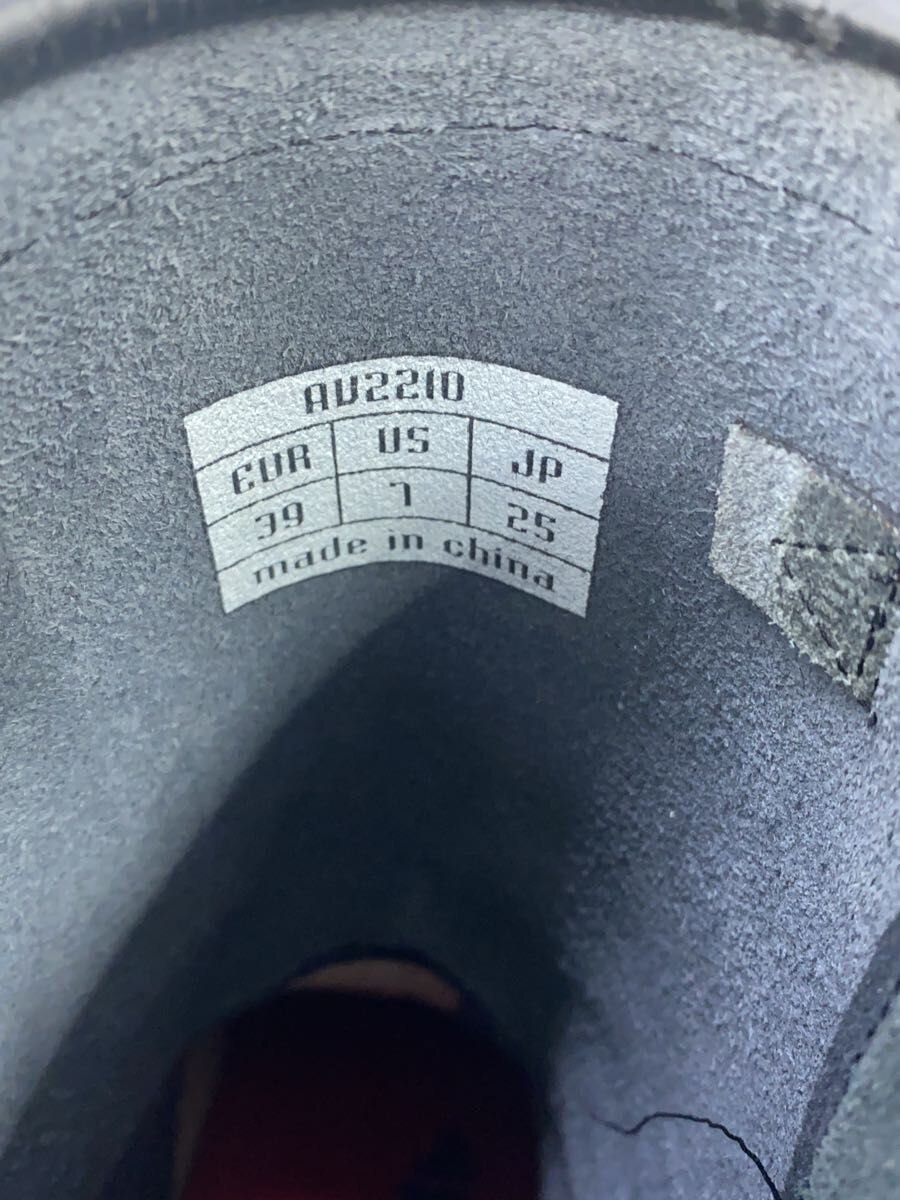 AV2210
EUR US JP
39 7 25
made in china